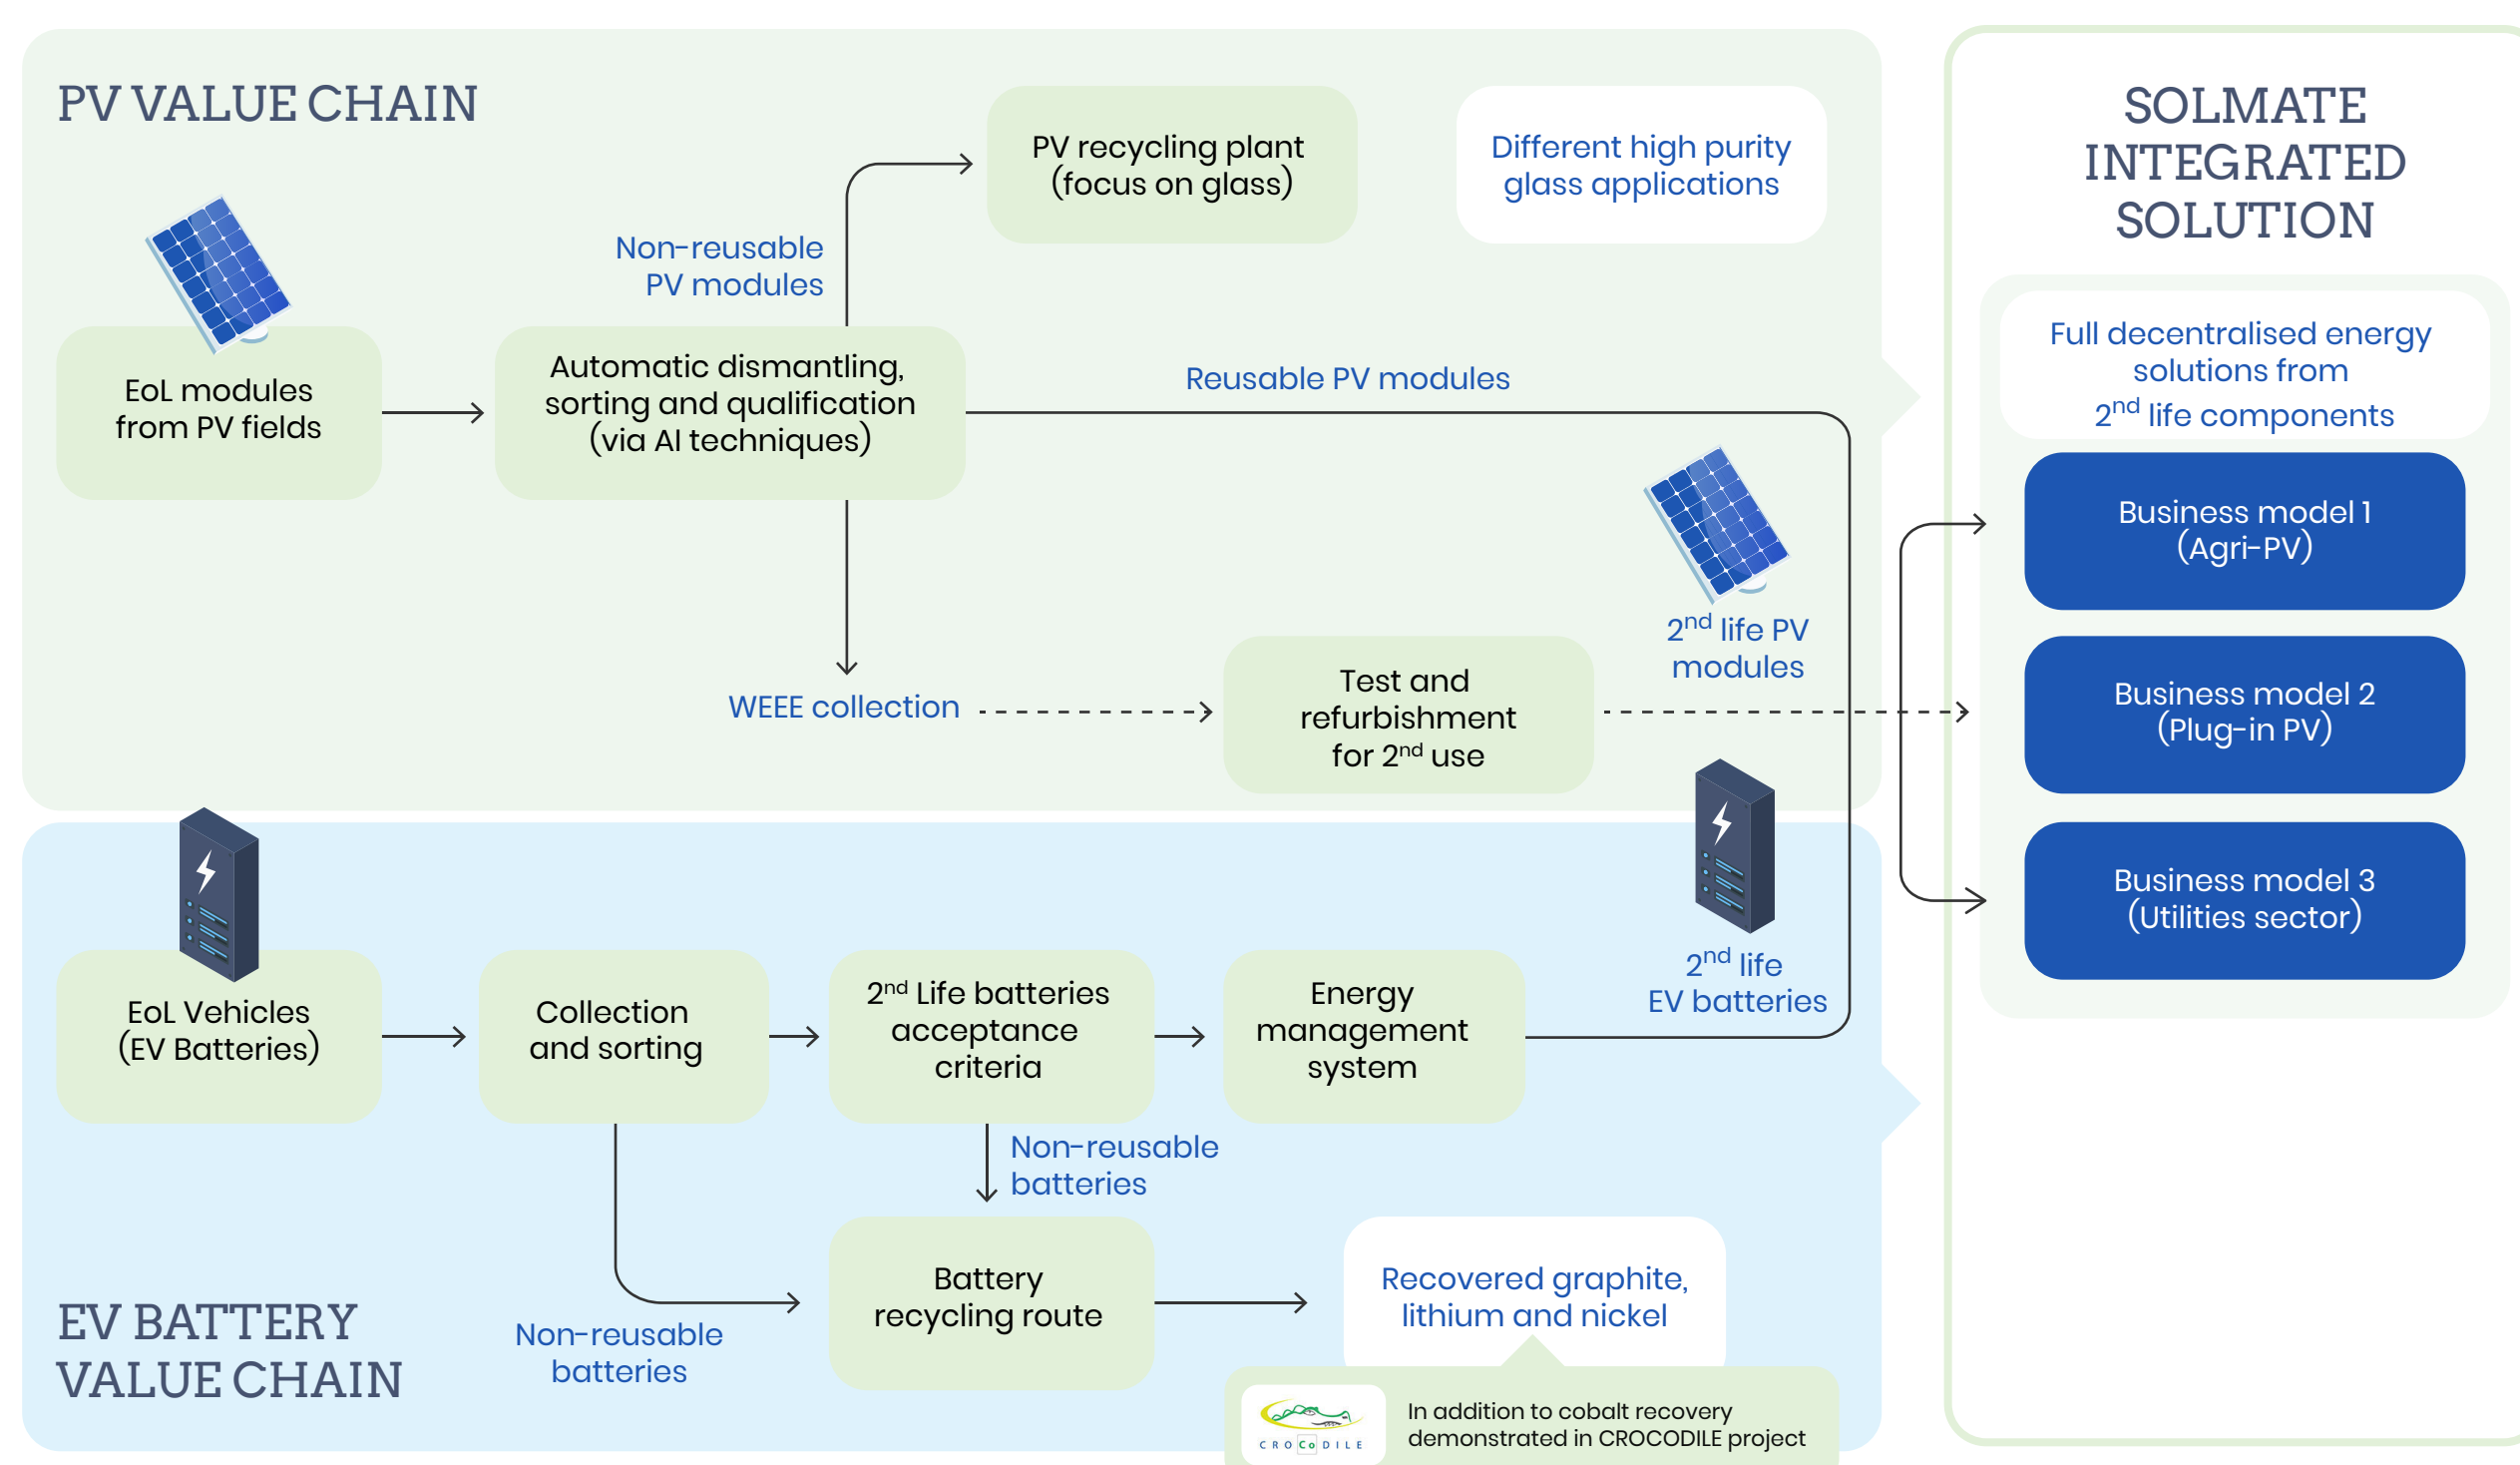 PV VALUE CHAIN
PV recycling plant
(focus on glass)
Different high purity
glass applications
Non-reusable
PV modules
EoL modules
from PV fields
Automatic dismantling,
sorting and qualification
(via AI techniques)
Reusable PV modules
2nd life PV
modules
WEEE collection
Test and
refurbishment
for 2nd use
EoL Vehicles
(EV Batteries)
Collection
and sorting
2nd Life batteries
acceptance
criteria
Energy
management
system
2nd life
EV batteries
Non-reusable
batteries
Battery
recycling route
Recovered graphite,
lithium and nickel
Non-reusable
batteries
EV BATTERY
VALUE CHAIN
CROCoDILE
In addition to cobalt recovery
demonstrated in CROCODILE project
SOLMATE
INTEGRATED
SOLUTION
Full decentralised energy
solutions from
2nd life components
Business model 1
(Agri-PV)
Business model 2
(Plug-in PV)
Business model 3
(Utilities sector)